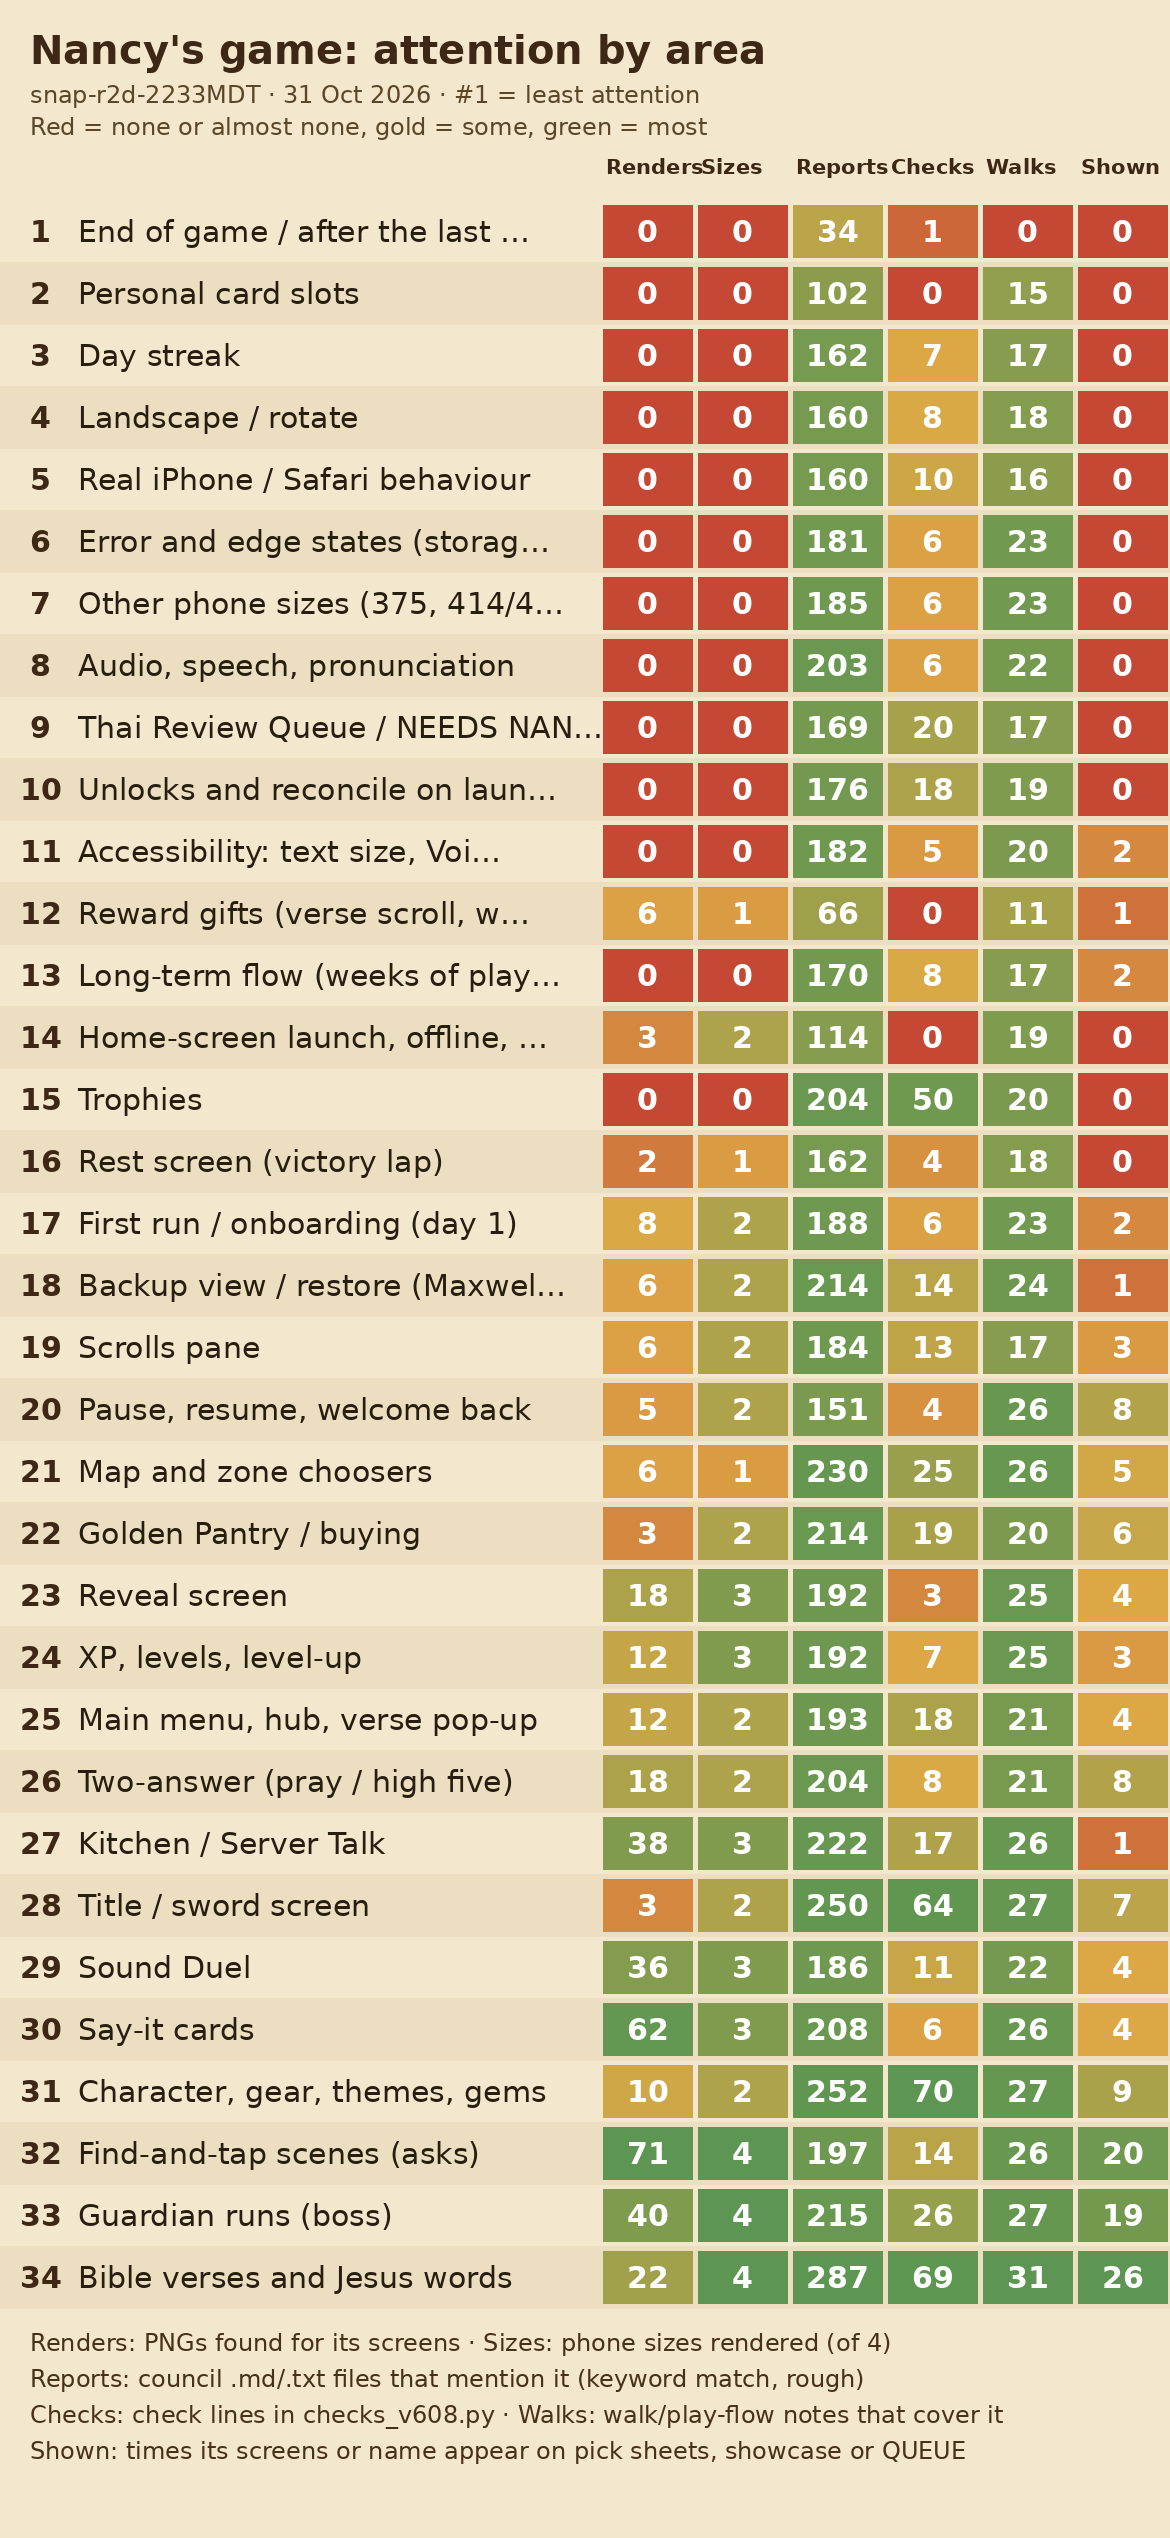 Nancy's game: attention by area
snap-r2d-2233MDT · 31 Oct 2026 · #1 = least attention
Red = none or almost none, gold = some, green = most
Renders Sizes Reports Checks Walks Shown
1 End of game / after the last ... 0 0 34 1 0 0
2 Personal card slots 0 0 102 0 15 0
3 Day streak 0 0 162 7 17 0
4 Landscape / rotate 0 0 160 8 18 0
5 Real iPhone / Safari behaviour 0 0 160 10 16 0
6 Error and edge states (storag... 0 0 181 6 23 0
7 Other phone sizes (375, 414/4... 0 0 185 6 23 0
8 Audio, speech, pronunciation 0 0 203 6 22 0
9 Thai Review Queue / NEEDS NAN... 0 0 169 20 17 0
10 Unlocks and reconcile on laun... 0 0 176 18 19 0
11 Accessibility: text size, Voi... 0 0 182 5 20 2
12 Reward gifts (verse scroll, w... 6 1 66 0 11 1
13 Long-term flow (weeks of play... 0 0 170 8 17 2
14 Home-screen launch, offline, ... 3 2 114 0 19 0
15 Trophies 0 0 204 50 20 0
16 Rest screen (victory lap) 2 1 162 4 18 0
17 First run / onboarding (day 1) 8 2 188 6 23 2
18 Backup view / restore (Maxwel... 6 2 214 14 24 1
19 Scrolls pane 6 2 184 13 17 3
20 Pause, resume, welcome back 5 2 151 4 26 8
21 Map and zone choosers 6 1 230 25 26 5
22 Golden Pantry / buying 3 2 214 19 20 6
23 Reveal screen 18 3 192 3 25 4
24 XP, levels, level-up 12 3 192 7 25 3
25 Main menu, hub, verse pop-up 12 2 193 18 21 4
26 Two-answer (pray / high five) 18 2 204 8 21 8
27 Kitchen / Server Talk 38 3 222 17 26 1
28 Title / sword screen 3 2 250 64 27 7
29 Sound Duel 36 3 186 11 22 4
30 Say-it cards 62 3 208 6 26 4
31 Character, gear, themes, gems 10 2 252 70 27 9
32 Find-and-tap scenes (asks) 71 4 197 14 26 20
33 Guardian runs (boss) 40 4 215 26 27 19
34 Bible verses and Jesus words 22 4 287 69 31 26
Renders: PNGs found for its screens · Sizes: phone sizes rendered (of 4)
Reports: council .md/.txt files that mention it (keyword match, rough)
Checks: check lines in checks_v608.py · Walks: walk/play-flow notes that cover it
Shown: times its screens or name appear on pick sheets, showcase or QUEUE